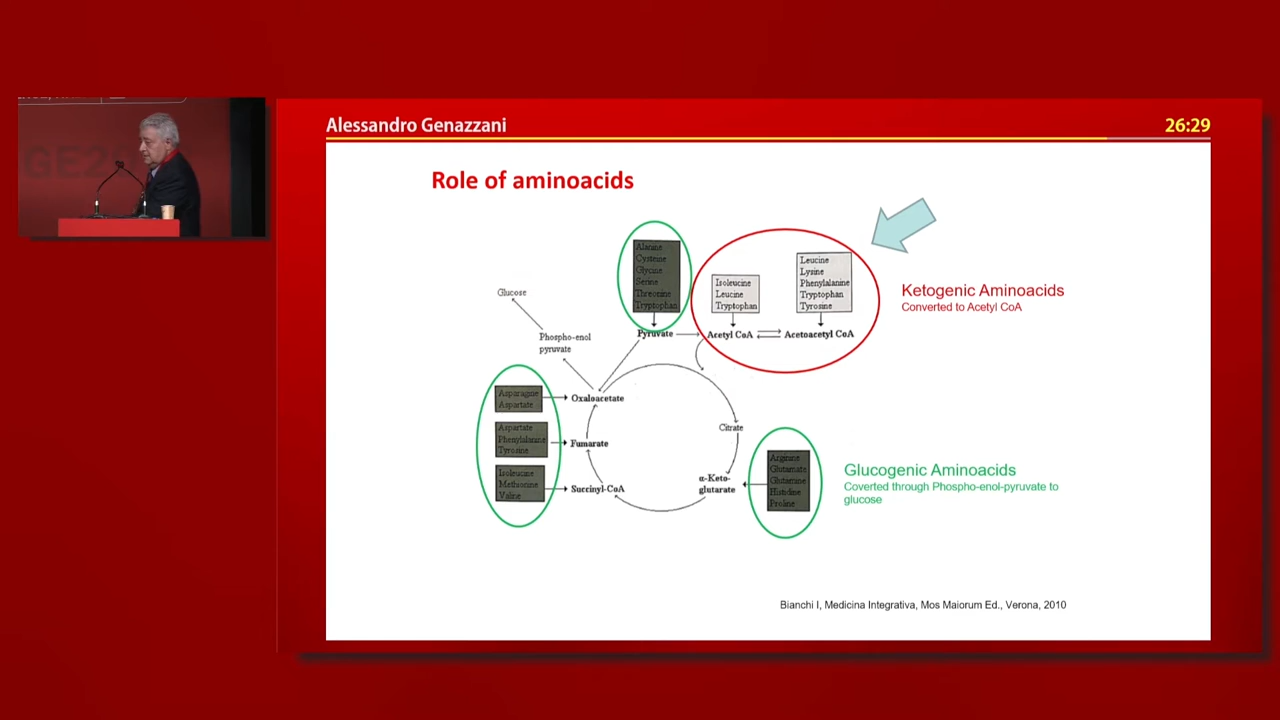 GE2
Alessandro Genazzani
26:29
Role of aminoacids
Alanine
Cysteine
Glycine
Serine
Threonine
Tryptophan
Isoleucine
Leucine
Tryptophan
Leucine
Lysine
Phenylalanine
Tryptophan
Tyrosine
Ketogenic Aminoacids
Converted to Acetyl CoA
Glucose
Phospho-enol
pyruvate
Pyruvate
Acetyl CoA
Acetoacetyl CoA
Asparagine
Aspartate
Oxaloacetate
Aspartate
Phenylalanine
Tyrosine
Fumarate
Isoleucine
Methionine
Valine
Succinyl-CoA
Citrate
α-Keto-
glutarate
Arginine
Glutamate
Glutamine
Histidine
Proline
Glucogenic Aminoacids
Coverted through Phospho-enol-pyruvate to
glucose
Bianchi I, Medicina Integrativa, Mos Maiorum Ed., Verona, 2010